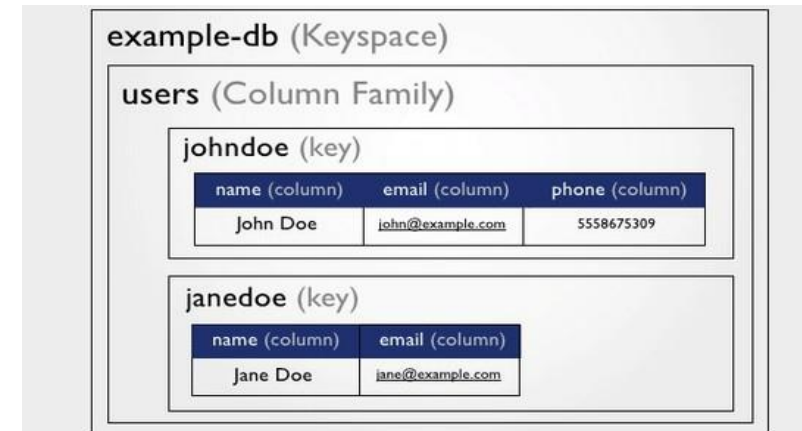 example-db (Keyspace)
users (Column Family)
johndoe (key)
name (column) email (column) phone (column)
John Doe john@example.com 5558675309
janedoe (key)
name (column) email (column)
Jane Doe jane@example.com